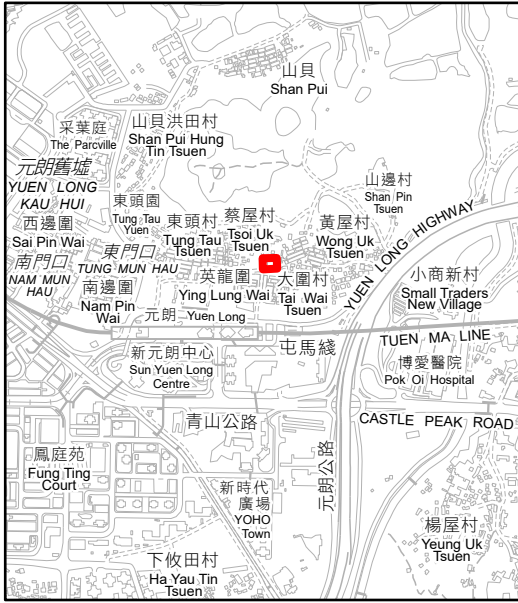 山貝
Shan Pui
采葉庭
The Parcville
山貝洪田村
Shan Pui Hung
Tin Tsuen
元朗舊墟
YUEN LONG
KAU HUI
山邊村
Shan Pin
Tsuen
東頭園
Tung Tau
Yuen
東頭村
Tung Tau
Tsuen
蔡屋村
Tsoi Uk
Tsuen
黃屋村
Wong Uk
Tsuen
西邊圍
Sai Pin Wai
東門口
TUNG MUN HAU
南門口
NAM MUN
HAU
南邊圍
Nam Pin
Wai
英龍圍
Ying Lung Wai
大圍村
Tai Wai
Tsuen
YUEN LONG HIGHWAY
小商新村
Small Traders
New Village
元朗 Yuen Long
屯馬綫
TUEN MA LINE
新元朗中心
Sun Yuen Long
Centre
博愛醫院
Pok Oi Hospital
青山公路
CASTLE PEAK ROAD
鳳庭苑
Fung Ting
Court
新時代
廣場
YOHO
Town
元朗公路
楊屋村
Yeung Uk
Tsuen
下攸田村
Ha Yau Tin
Tsuen